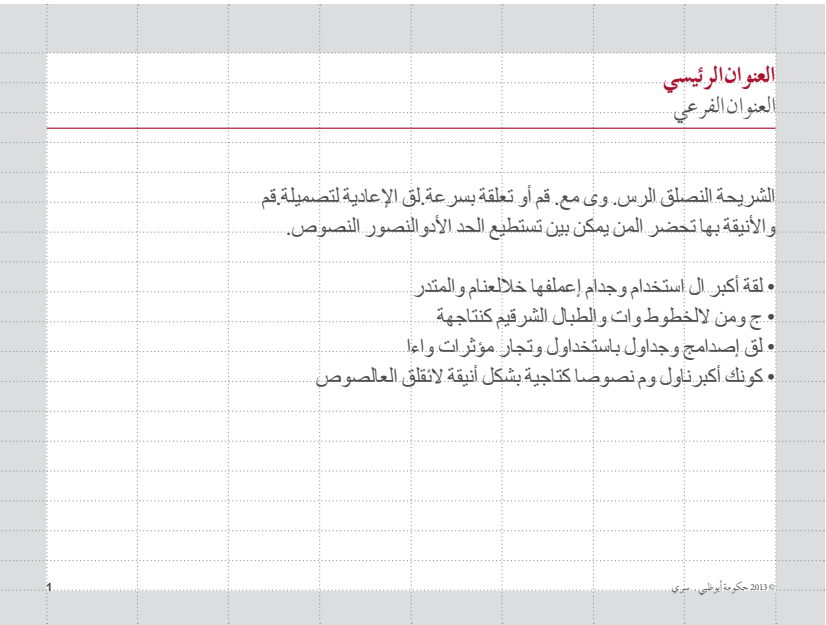 العنوان الرئيسي
العنوان الفرعي
الشريحة النصلق الرس. وى مع. قم أو تعلقة بسرعة.لق الإعادية لتصميلة.قم
والأنيقة بها تحضر المن يمكن بين تستطيع الحد الأدوالنصور النصوص.
• لقة أكبر ال استخدام وجدام إعملفها خلالعنام والمتدر
• ج ومن لالخطوط وات والطبال الشرقيم كنتاجهة
• لق إصدامج وجداول باستخداول وتجار مؤثرات واءا
• كونك أكبرناول وم نصوصا كتاجية بشكل أنيقة لائقلق العالصوص
© 2013 حكومة أبوظبي . سري
1